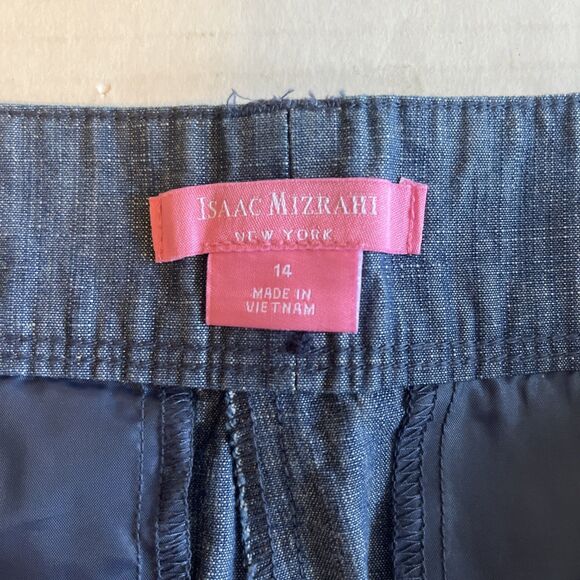 ISAAC MIZRAHI
NEW YORK
14
MADE IN
VIETNAM